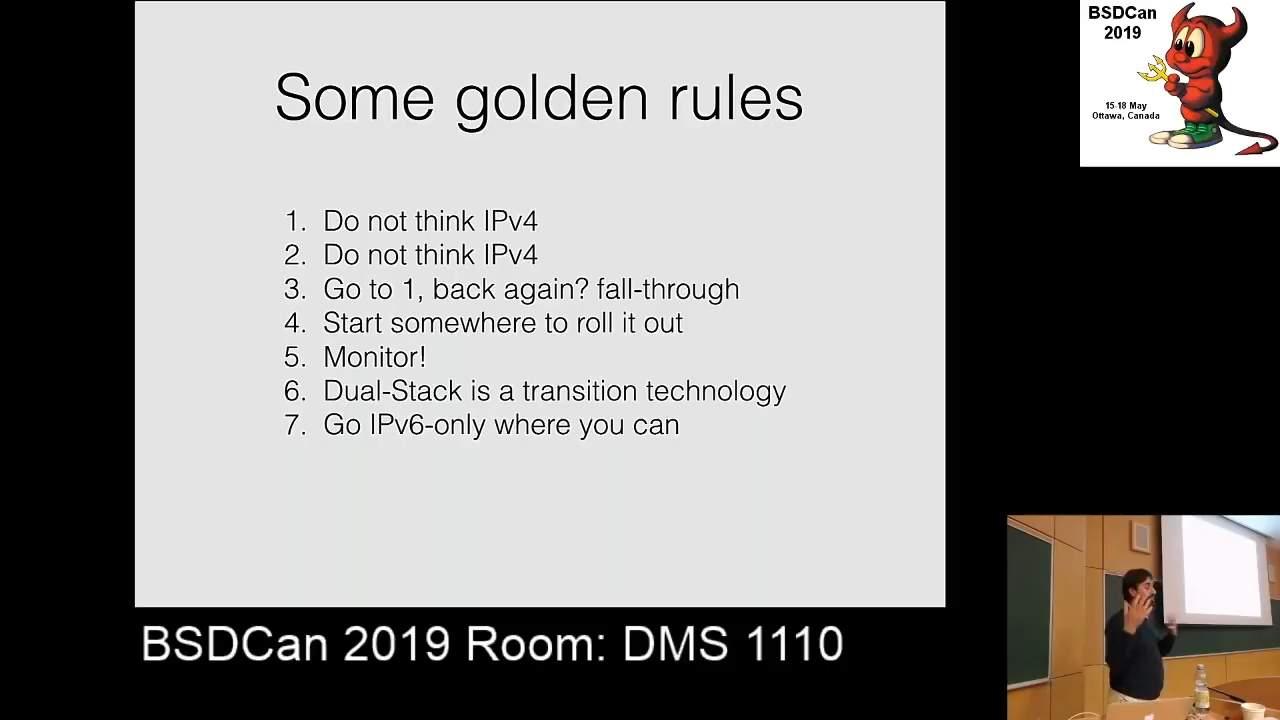 Some golden rules
1. Do not think IPv4
2. Do not think IPv4
3. Go to 1, back again? fall-through
4. Start somewhere to roll it out
5. Monitor!
6. Dual-Stack is a transition technology
7. Go IPv6-only where you can
BSDCan
2019
15-18 May
Ottawa, Canada
BSDCan 2019 Room: DMS 1110